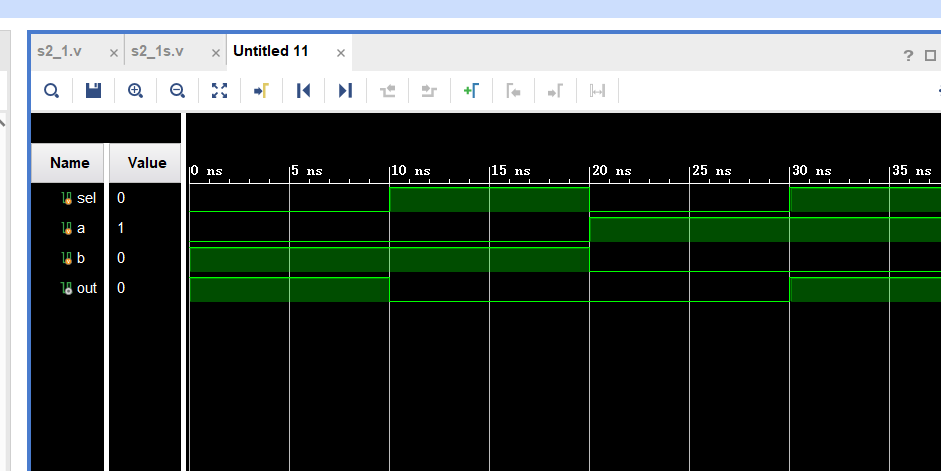 s2_1.v × s2_1s.v × Untitled 11 × ?
Name Value
0 ns 5 ns 10 ns 15 ns 20 ns 25 ns 30 ns 35 ns
sel 0
a 1
b 0
out 0